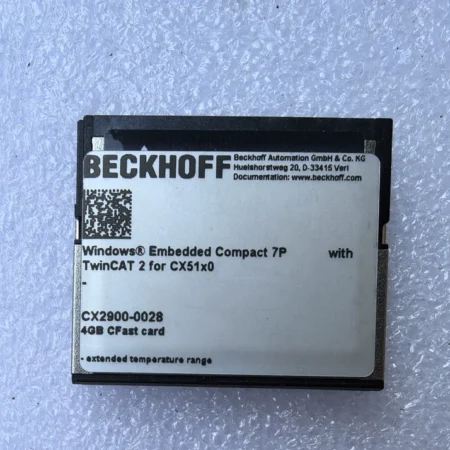 BECKHOFF
Beckhoff Automation GmbH & Co. KG
Huelshorstweg 20, D-33415 Verl
Documentation: www.beckhoff.com
Windows® Embedded Compact 7P with
TwinCAT 2 for CX51x0
-
CX2900-0028
4GB CFast card
- extended temperature range